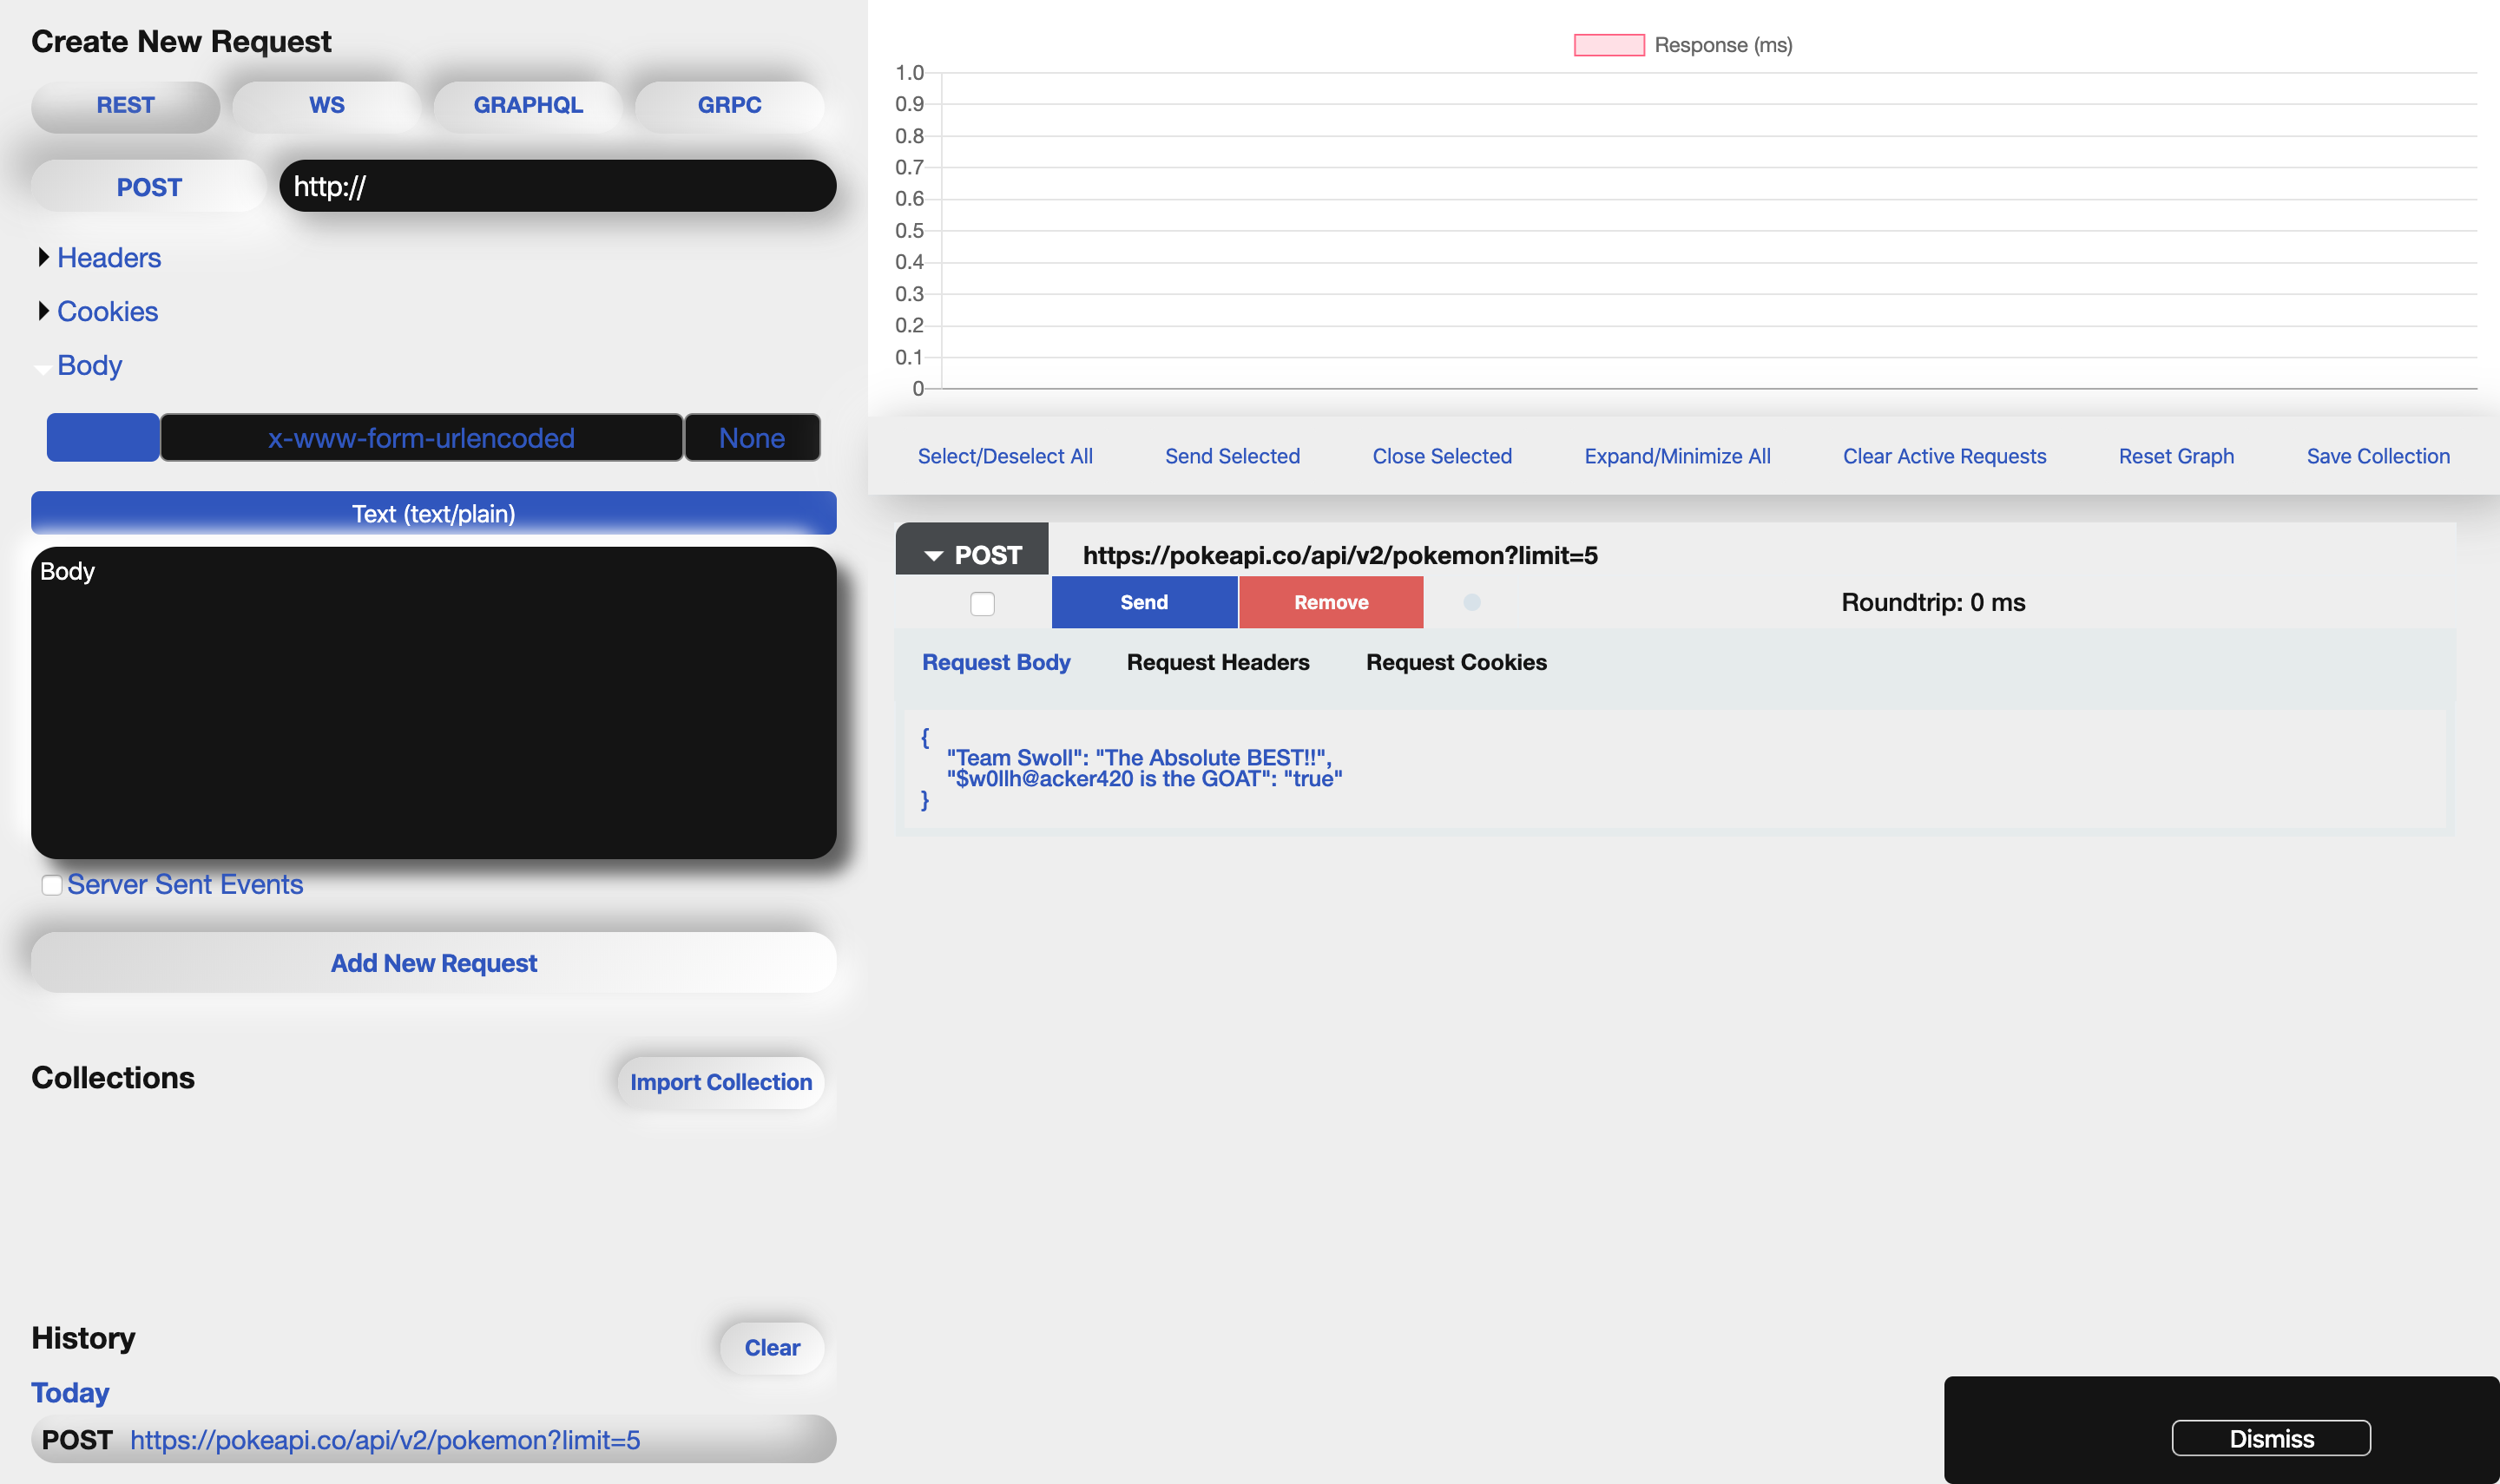 Create New Request
REST WS GRAPHQL GRPC
POST http://
Headers
Cookies
Body
x-www-form-urlencoded None
Text (text/plain)
Body
Server Sent Events
Add New Request
Collections Import Collection
History Clear
Today
POST https://pokeapi.co/api/v2/pokemon?limit=5
Response (ms)
1.0
0.9
0.8
0.7
0.6
0.5
0.4
0.3
0.2
0.1
0
Select/Deselect All Send Selected Close Selected Expand/Minimize All Clear Active Requests Reset Graph Save Collection
POST https://pokeapi.co/api/v2/pokemon?limit=5
Send Remove Roundtrip: 0 ms
Request Body Request Headers Request Cookies
{
"Team Swoll": "The Absolute BEST!!",
"$w0llh@acker420 is the GOAT": "true"
}
Dismiss